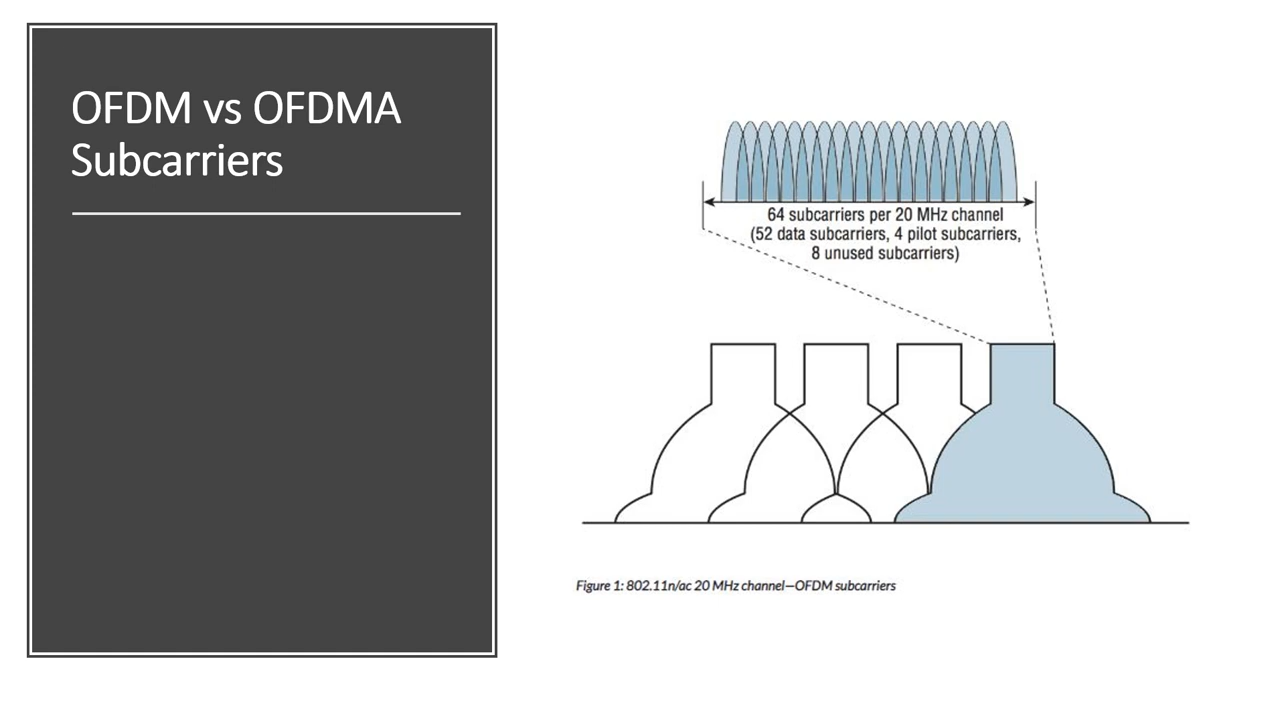 OFDM vs OFDMA
Subcarriers
64 subcarriers per 20 MHz channel
(52 data subcarriers, 4 pilot subcarriers,
8 unused subcarriers)
Figure 1: 802.11n/ac 20 MHz channel—OFDM subcarriers